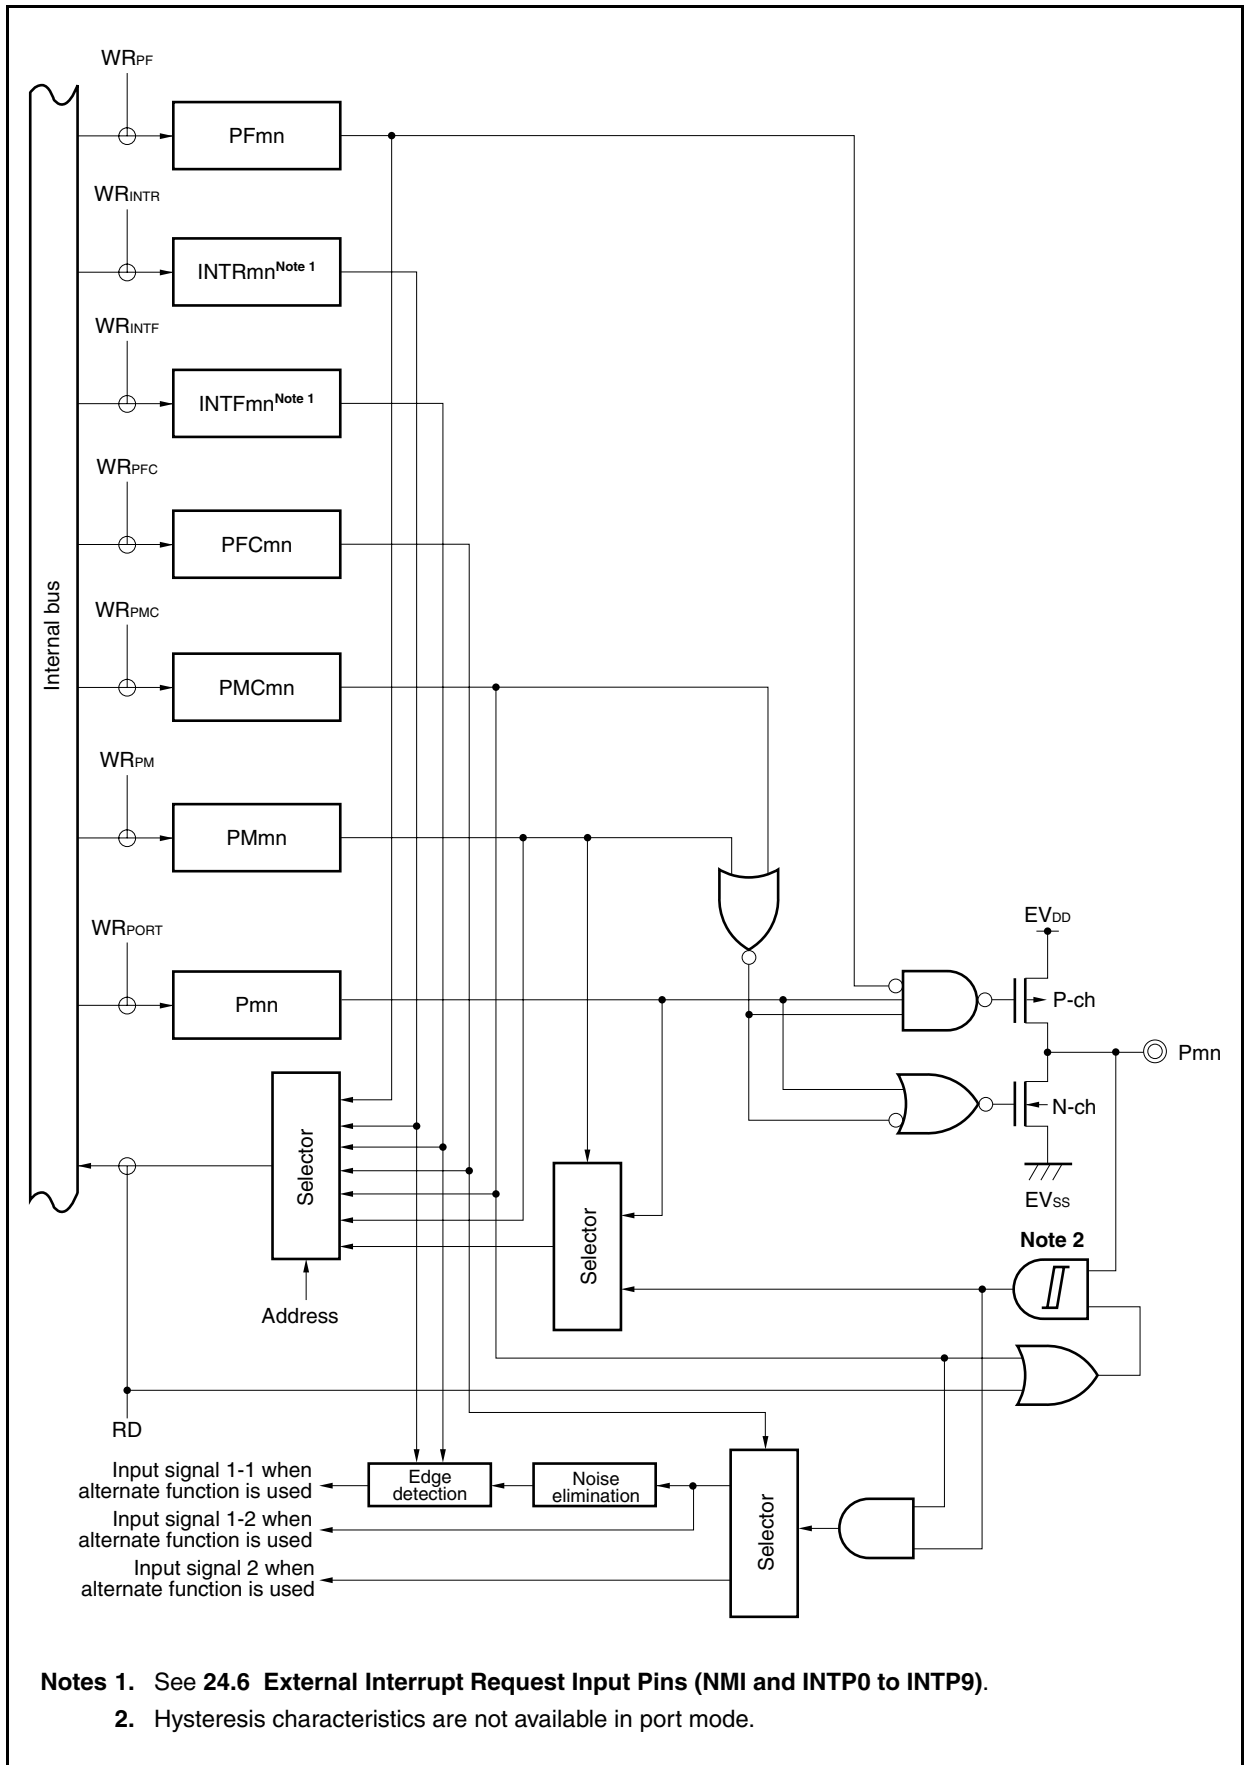 WRPF
PFmn
WRINTR
INTRmnNote 1
WRINTF
INTFmnNote 1
WRPFC
PFCmn
Internal bus
WRPMC
PMCmn
WRPM
PMmn
WRPORT
Pmn
EVDD
P-ch
Pmn
N-ch
EVSS
Selector
Selector
Note 2
Address
RD
Input signal 1-1 when
alternate function is used
Edge
detection
Noise
elimination
Selector
Input signal 1-2 when
alternate function is used
Input signal 2 when
alternate function is used
Notes 1. See 24.6 External Interrupt Request Input Pins (NMI and INTP0 to INTP9).
2. Hysteresis characteristics are not available in port mode.